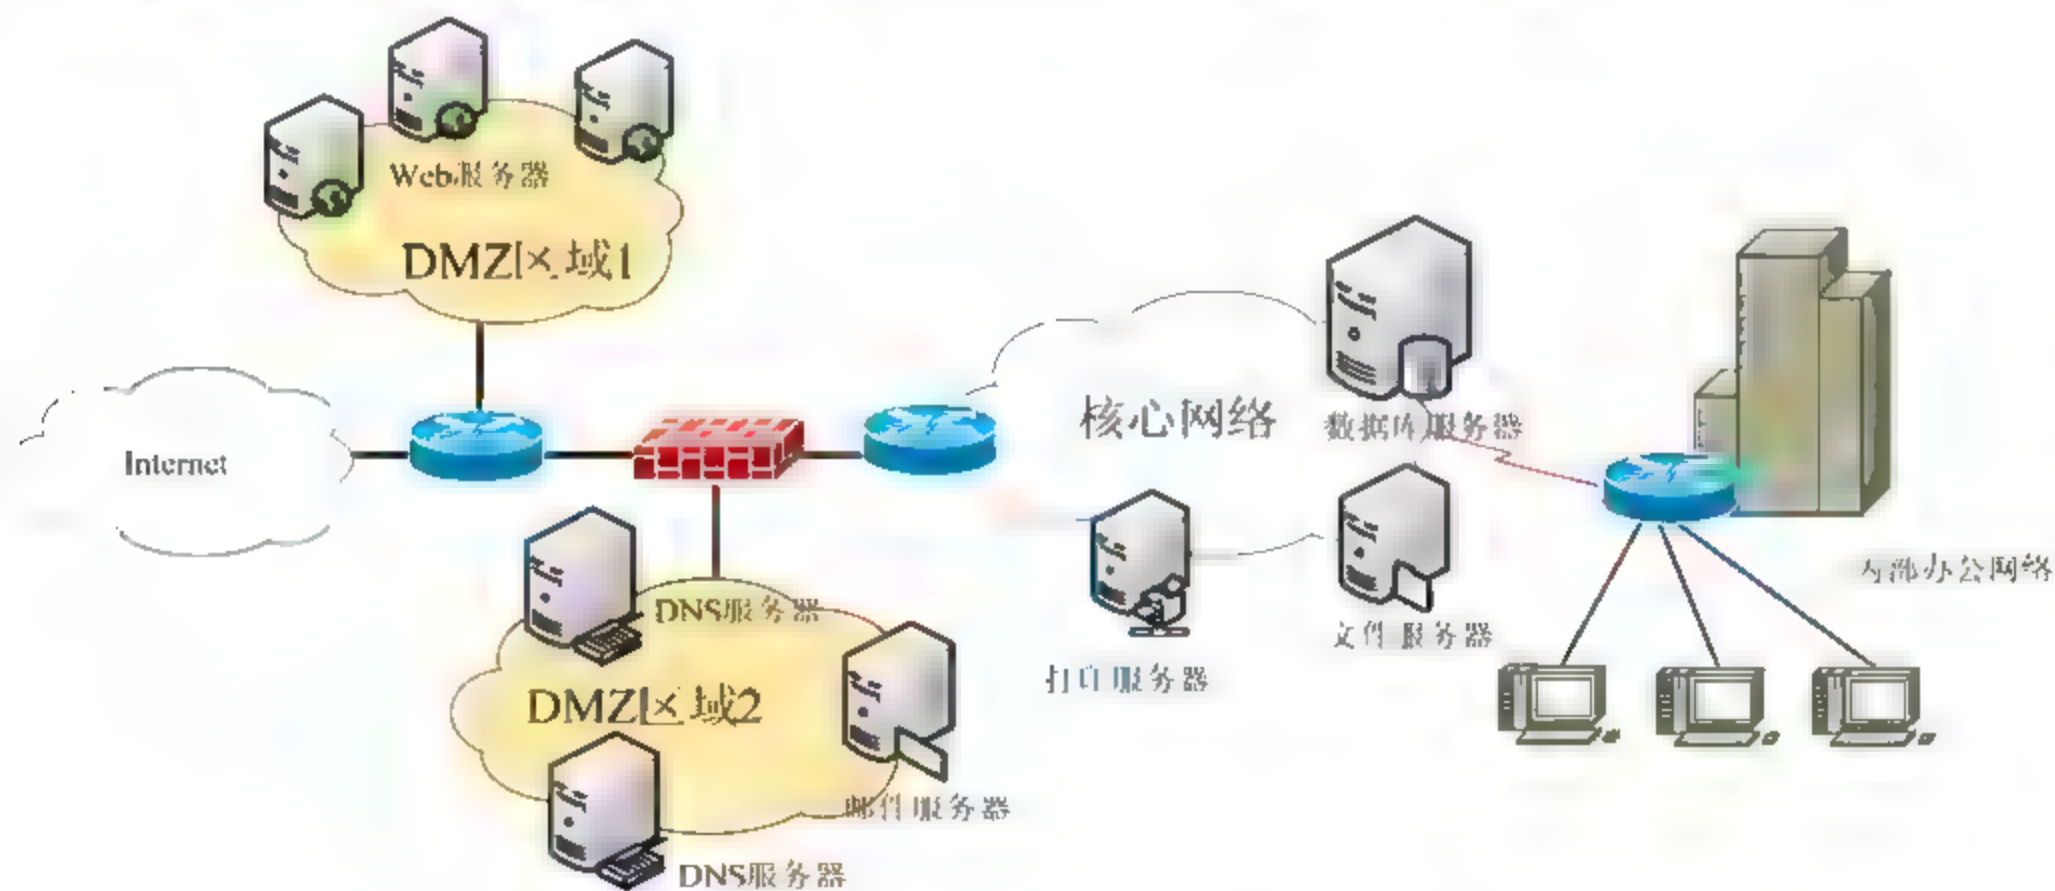 Web服务器
DMZ区域1
Internet
核心网络
数据库服务器
内部办公网络
DNS服务器
文件服务器
打印服务器
DMZ区域2
邮件服务器
DNS服务器